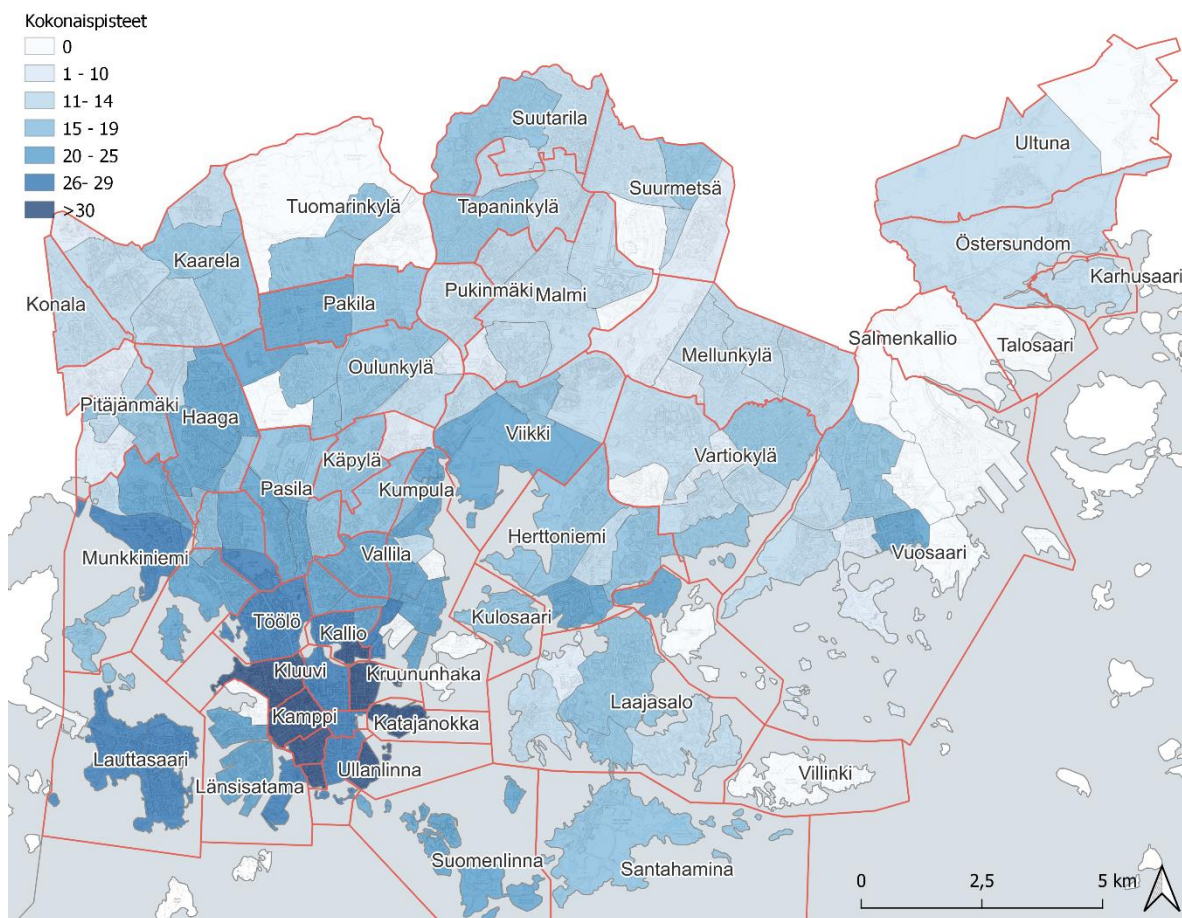 Kokonaispisteet
0
1 - 10
11- 14
15 - 19
20 - 25
26- 29
>30
Suutarila
Ultuna
Suurmetsä
Tuomarinkylä
Tapaninkylä
Östersundom
Kaarela
Karhusaari
Konala
Pakila
Pukinmäki
Malmi
Salmenkallio
Talosaari
Oulunkylä
Mellunkylä
Pitäjänmäki
Haaga
Viikki
Vartiokylä
Käpylä
Pasila
Kumpula
Herttoniemi
Munkkiniemi
Vallila
Vuosaari
Kulosaari
Töölö
Kallio
Kluuvi
Kruununhaka
Laajasalo
Kamppi
Katajanokka
Lauttasaari
Ullanlinna
Villinki
Länsisatama
Suomenlinna
Santahamina
0 2,5 5 km